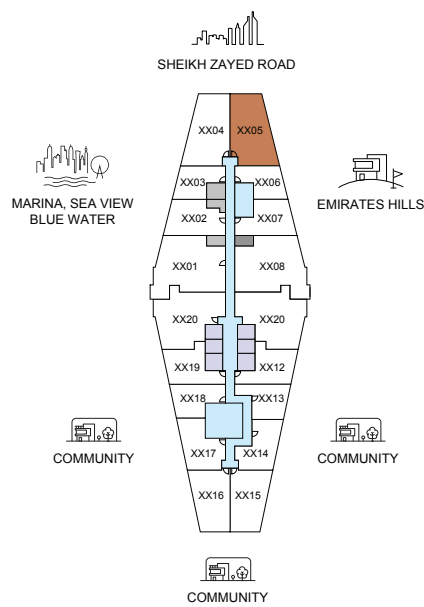 SHEIKH ZAYED ROAD
XX04 XX05
MARINA, SEA VIEW
BLUE WATER
XX03 XX06
EMIRATES HILLS
XX02 XX07
XX01 XX08
XX20 XX20
XX19 XX12
XX18 XX13
COMMUNITY
XX17 XX14
COMMUNITY
XX16 XX15
COMMUNITY